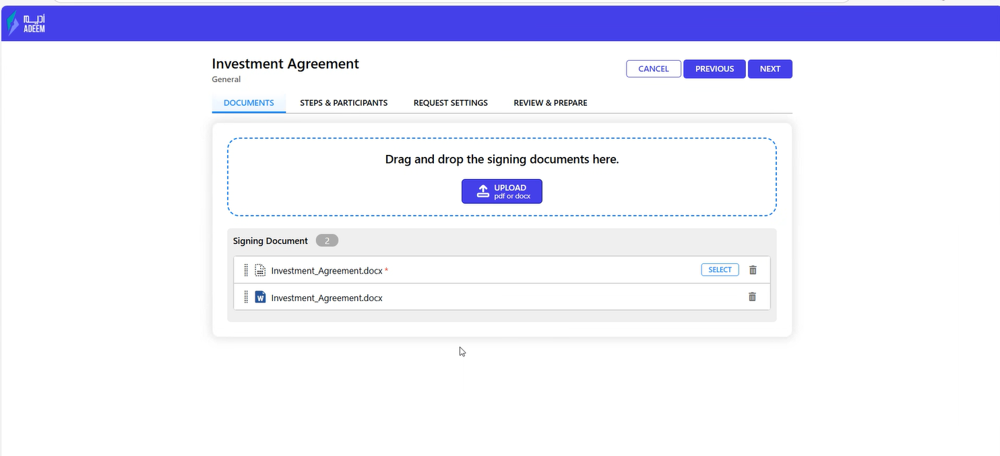 أديم
ADEEM
Investment Agreement
General
CANCEL PREVIOUS NEXT
DOCUMENTS STEPS & PARTICIPANTS REQUEST SETTINGS REVIEW & PREPARE
Drag and drop the signing documents here.
UPLOAD
pdf or docx
Signing Document 2
Investment_Agreement.docx * SELECT
W Investment_Agreement.docx